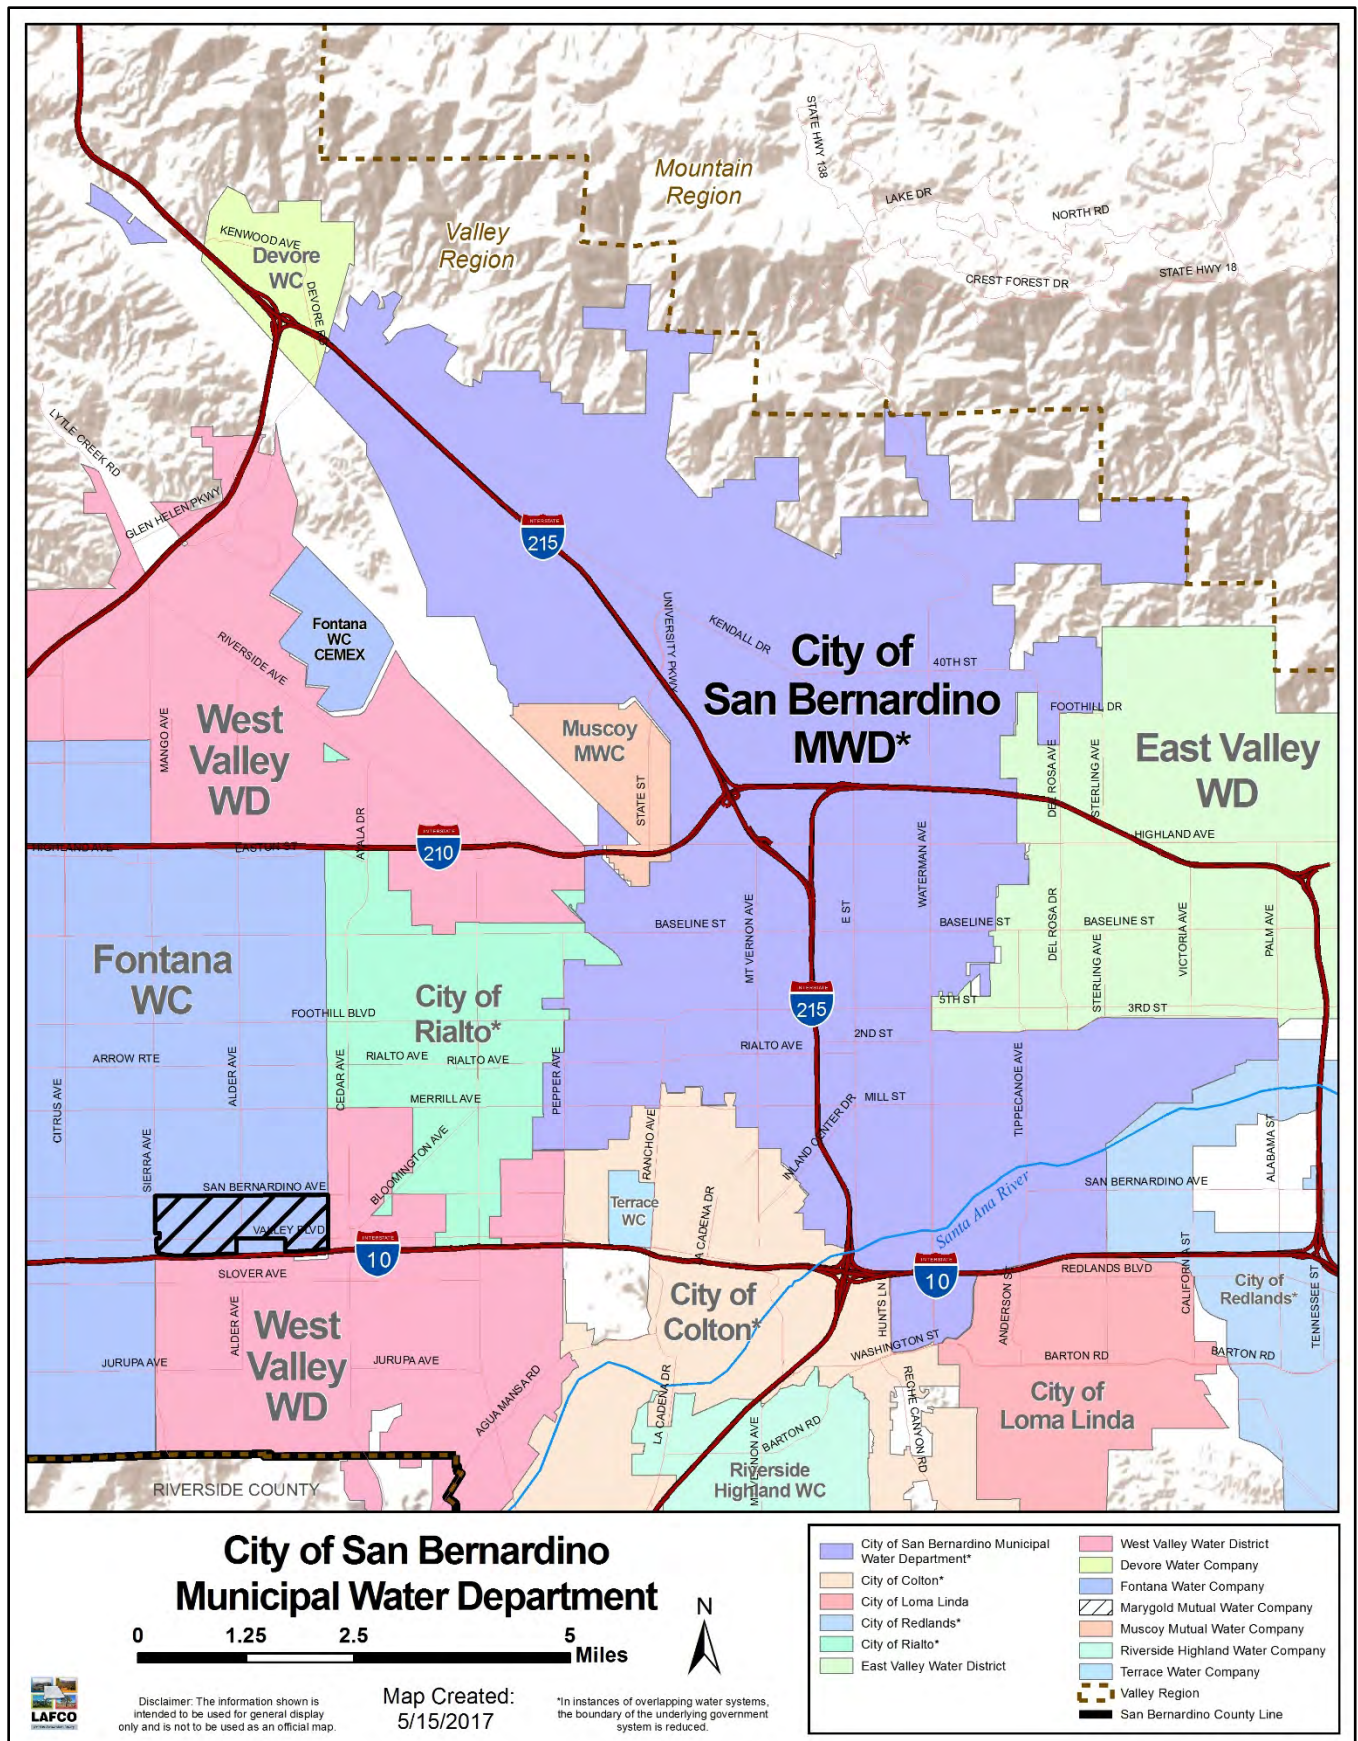 STATE HWY 138
Mountain
Region
LAKE DR
NORTH RD
KENWOOD AVE
Devore
WC
DEVORE RD
Valley
Region
CREST FOREST DR
STATE HWY 18
LYTLE CREEK RD
GLEN HELEN PKWY
INTERSTATE
215
Fontana
WC
CEMEX
RIVERSIDE AVE
UNIVERSITY PKWY
KENDALL DR
City of
San Bernardino
MWD*
40TH ST
FOOTHILL DR
MANGO AVE
West
Valley
WD
Muscoy
MWC
STATE ST
DEL ROSA AVE
STERLING AVE
East Valley
WD
HIGHLAND AVE
HIGHLAND AVE
EASTON ST
AYALA DR
INTERSTATE
210
WATERMAN AVE
E ST
MT VERNON AVE
BASELINE ST
BASELINE ST
BASELINE ST
DEL ROSA DR
STERLING AVE
VICTORIA AVE
PALM AVE
Fontana
WC
City of
Rialto*
INTERSTATE
215
5TH ST
3RD ST
FOOTHILL BLVD
2ND ST
RIALTO AVE
ARROW RTE
RIALTO AVE
RIALTO AVE
CITRUS AVE
ALDER AVE
CEDAR AVE
PEPPER AVE
MERRILL AVE
MILL ST
TIPPECANOE AVE
SIERRA AVE
BLOOMINGTON AVE
RANCHO AVE
INLAND CENTER DR
ALABAMA ST
SAN BERNARDINO AVE
SAN BERNARDINO AVE
Terrace
WC
LA CADENA DR
Santa Ana River
VALLEY BLVD
INTERSTATE
10
CALIFORNIA ST
SLOVER AVE
INTERSTATE
10
REDLANDS BLVD
City of
Redlands*
City of
Colton*
HUNTS LN
ANDERSON ST
TENNESSEE ST
ALDER AVE
West
Valley
WD
JURUPA AVE
JURUPA AVE
WASHINGTON ST
BARTON RD
BARTON RD
AGUA MANSA RD
LA CADENA DR
RECHE CANYON RD
City of
Loma Linda
MT VERNON AVE
BARTON RD
Riverside
Highland WC
RIVERSIDE COUNTY
City of San Bernardino
Municipal Water Department
0 1.25 2.5 5
Miles
N
LAFCO
Disclaimer: The information shown is
intended to be used for general display
only and is not to be used as an official map.
Map Created:
5/15/2017
*In instances of overlapping water systems,
the boundary of the underlying government
system is reduced.
City of San Bernardino Municipal
Water Department*
City of Colton*
City of Loma Linda
City of Redlands*
City of Rialto*
East Valley Water District
West Valley Water District
Devore Water Company
Fontana Water Company
Marygold Mutual Water Company
Muscoy Mutual Water Company
Riverside Highland Water Company
Terrace Water Company
Valley Region
San Bernardino County Line